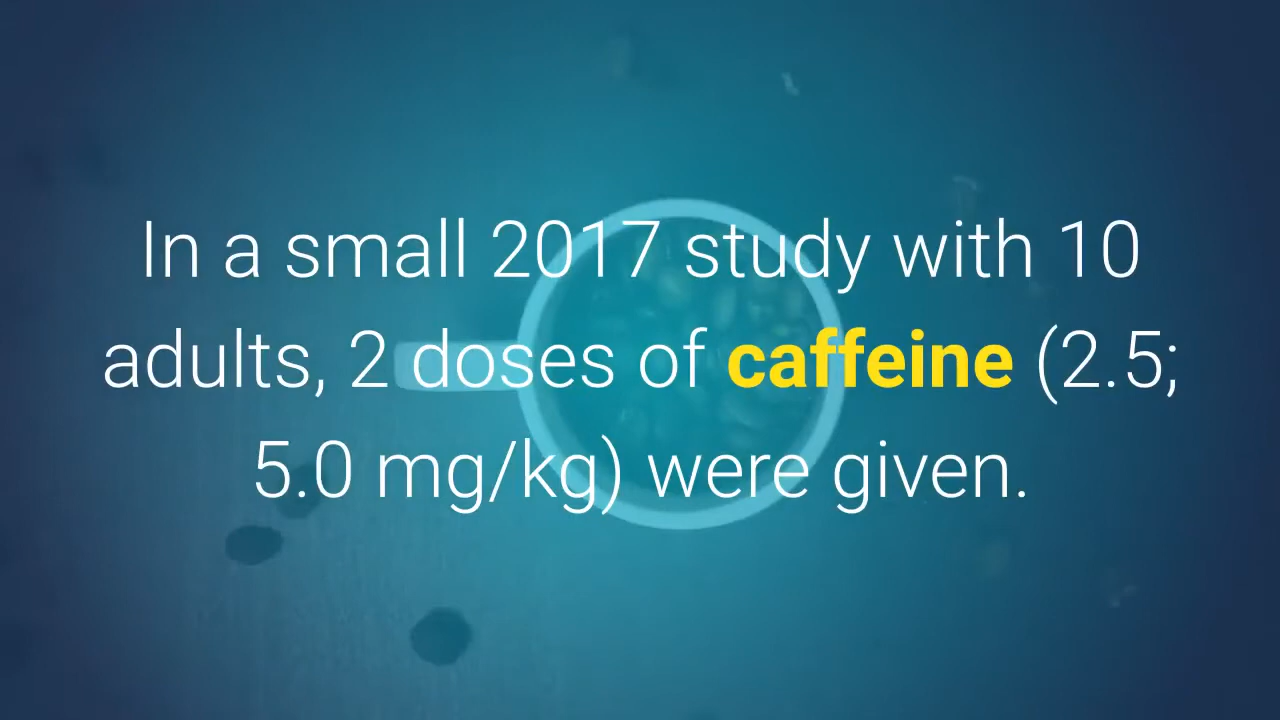 In a small 2017 study with 10
adults, 2 doses of caffeine (2.5;
5.0 mg/kg) were given.